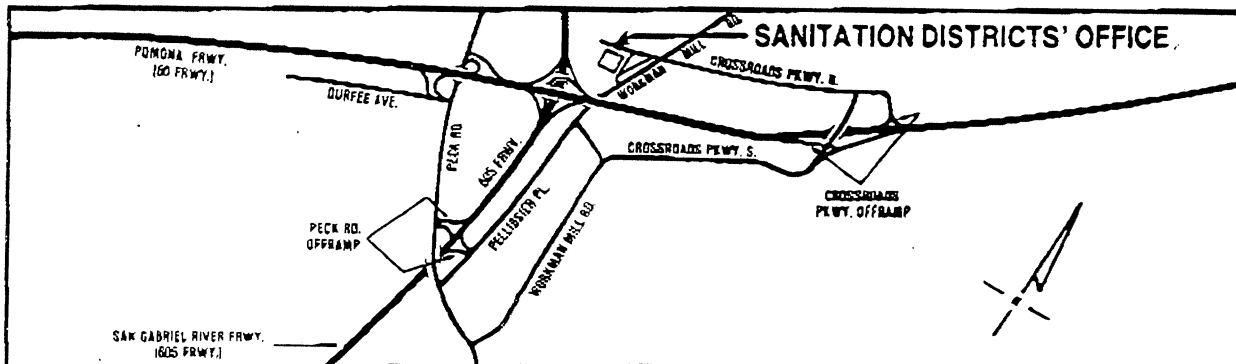 SANITATION DISTRICTS' OFFICE
POMONA FRWY.
(60 FRWY.)
DURFEE AVE.
PECK RD.
605 FRWY.
PELLISSIER PL.
WORKMAN MILL RD.
CROSSROADS PKWY. N.
CROSSROADS PKWY. S.
CROSSROADS
PKWY. OFFRAMP
PECK RD.
OFFRAMP
WORKMAN MILL RD.
SAN GABRIEL RIVER FRWY.
(605 FRWY.)